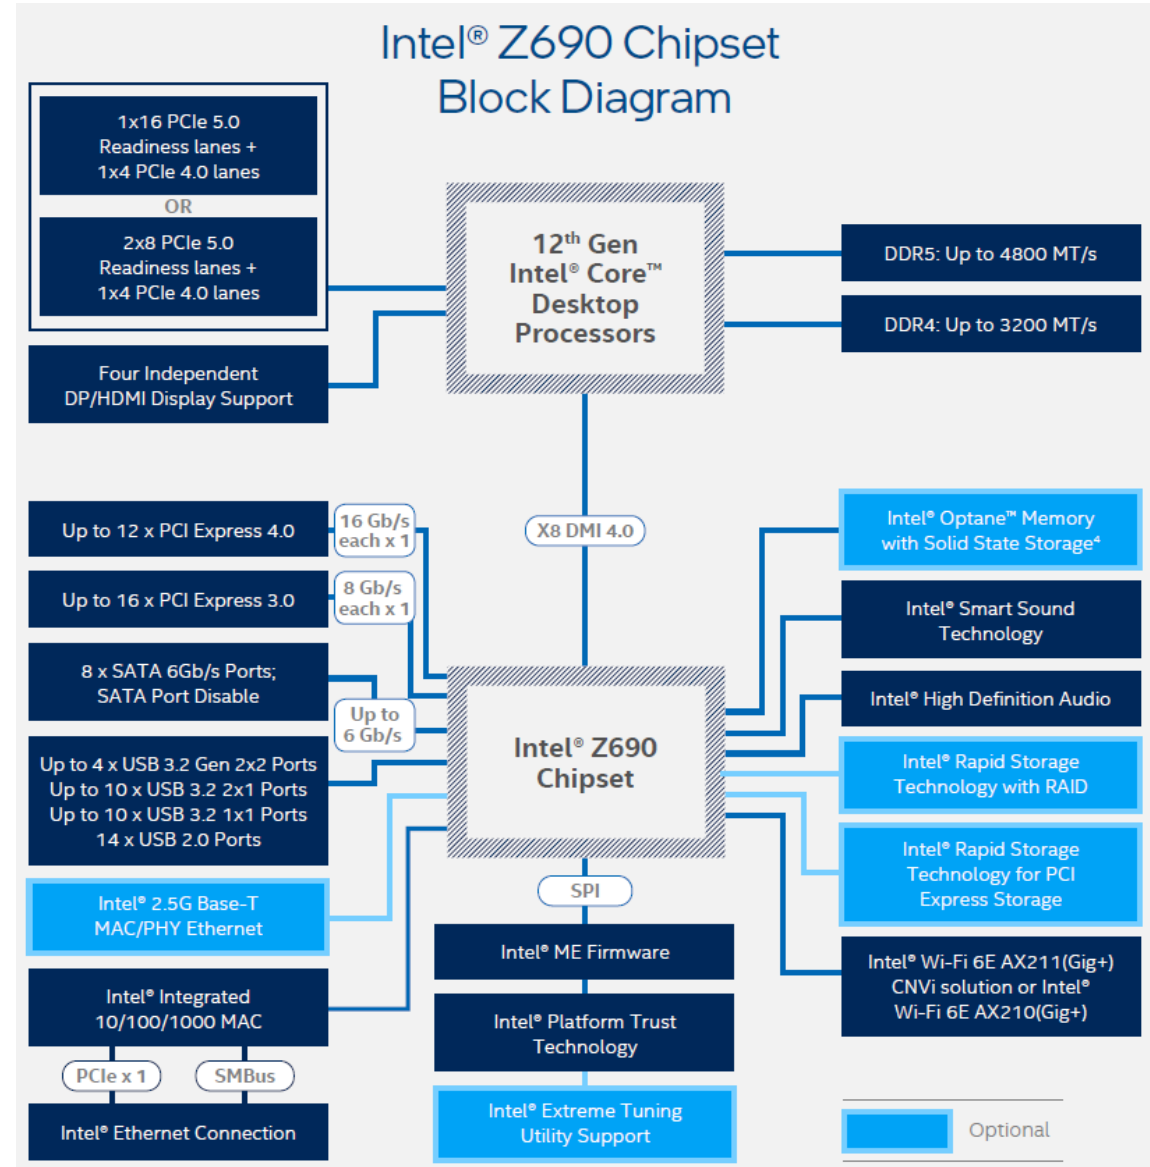 Intel® Z690 Chipset
Block Diagram
1x16 PCIe 5.0
Readiness lanes +
1x4 PCIe 4.0 lanes
OR
2x8 PCIe 5.0
Readiness lanes +
1x4 PCIe 4.0 lanes
Four Independent
DP/HDMI Display Support
12th Gen
Intel® Core™
Desktop
Processors
DDR5: Up to 4800 MT/s
DDR4: Up to 3200 MT/s
X8 DMI 4.0
Up to 12 x PCI Express 4.0
16 Gb/s
each x 1
Up to 16 x PCI Express 3.0
8 Gb/s
each x 1
8 x SATA 6Gb/s Ports;
SATA Port Disable
Up to
6 Gb/s
Up to 4 x USB 3.2 Gen 2x2 Ports
Up to 10 x USB 3.2 2x1 Ports
Up to 10 x USB 3.2 1x1 Ports
14 x USB 2.0 Ports
Intel® 2.5G Base-T
MAC/PHY Ethernet
Intel® Integrated
10/100/1000 MAC
PCIe x 1
SMBus
Intel® Ethernet Connection
Intel® Z690
Chipset
SPI
Intel® ME Firmware
Intel® Platform Trust
Technology
Intel® Extreme Tuning
Utility Support
Intel® Optane™ Memory
with Solid State Storage⁴
Intel® Smart Sound
Technology
Intel® High Definition Audio
Intel® Rapid Storage
Technology with RAID
Intel® Rapid Storage
Technology for PCI
Express Storage
Intel® Wi-Fi 6E AX211(Gig+)
CNVi solution or Intel®
Wi-Fi 6E AX210(Gig+)
Optional